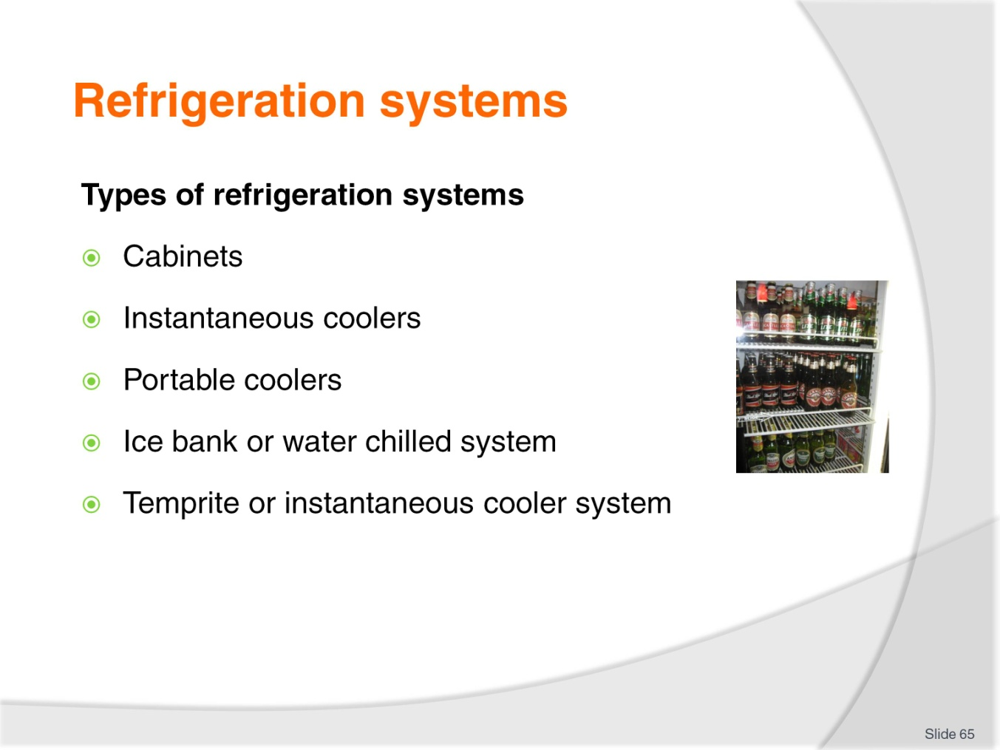 Refrigeration systems
Types of refrigeration systems
Cabinets
Instantaneous coolers
Portable coolers
Ice bank or water chilled system
Temprite or instantaneous cooler system
Slide 65